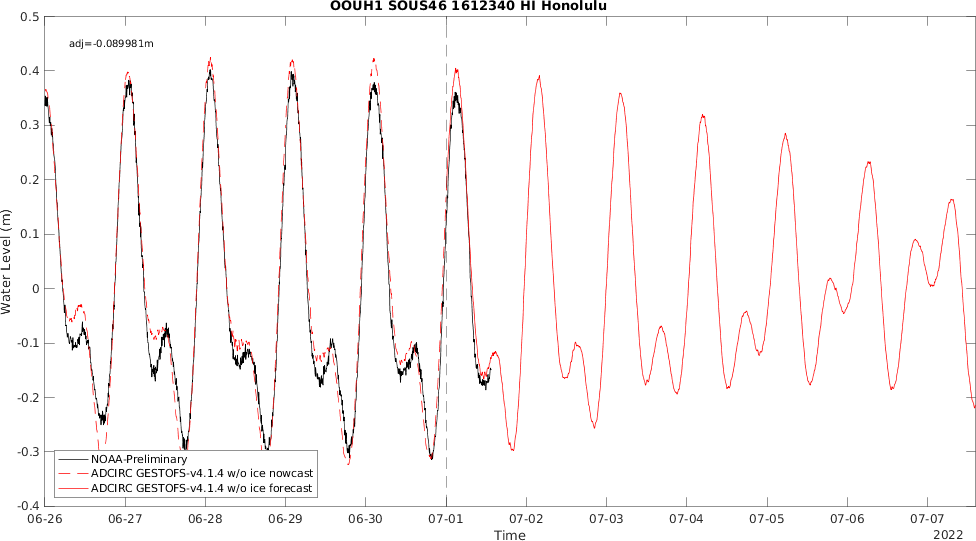 OOUH1 SOUS46 1612340 HI Honolulu
adj=-0.089981m
0.5
0.4
0.3
0.2
0.1
0
-0.1
-0.2
-0.3
-0.4
Water Level (m)
NOAA-Preliminary
ADCIRC GESTOFS-v4.1.4 w/o ice nowcast
ADCIRC GESTOFS-v4.1.4 w/o ice forecast
06-26 06-27 06-28 06-29 06-30 07-01 07-02 07-03 07-04 07-05 07-06 07-07
Time
2022